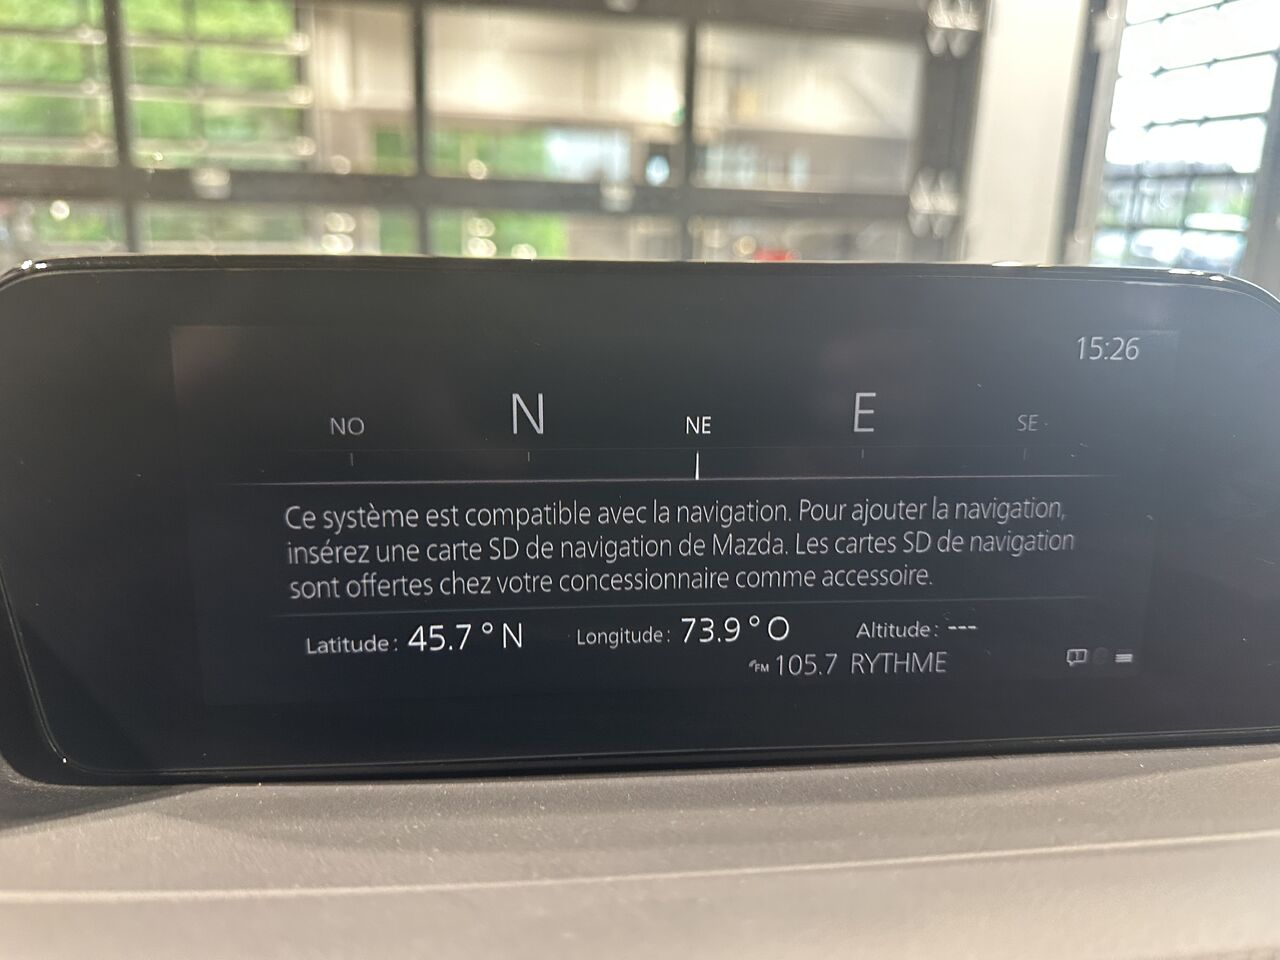 15:26
NO N NE E SE
Ce système est compatible avec la navigation. Pour ajouter la navigation,
insérez une carte SD de navigation de Mazda. Les cartes SD de navigation
sont offertes chez votre concessionnaire comme accessoire.
Latitude: 45.7°N Longitude: 73.9°O Altitude: ---
FM 105.7 RYTHME